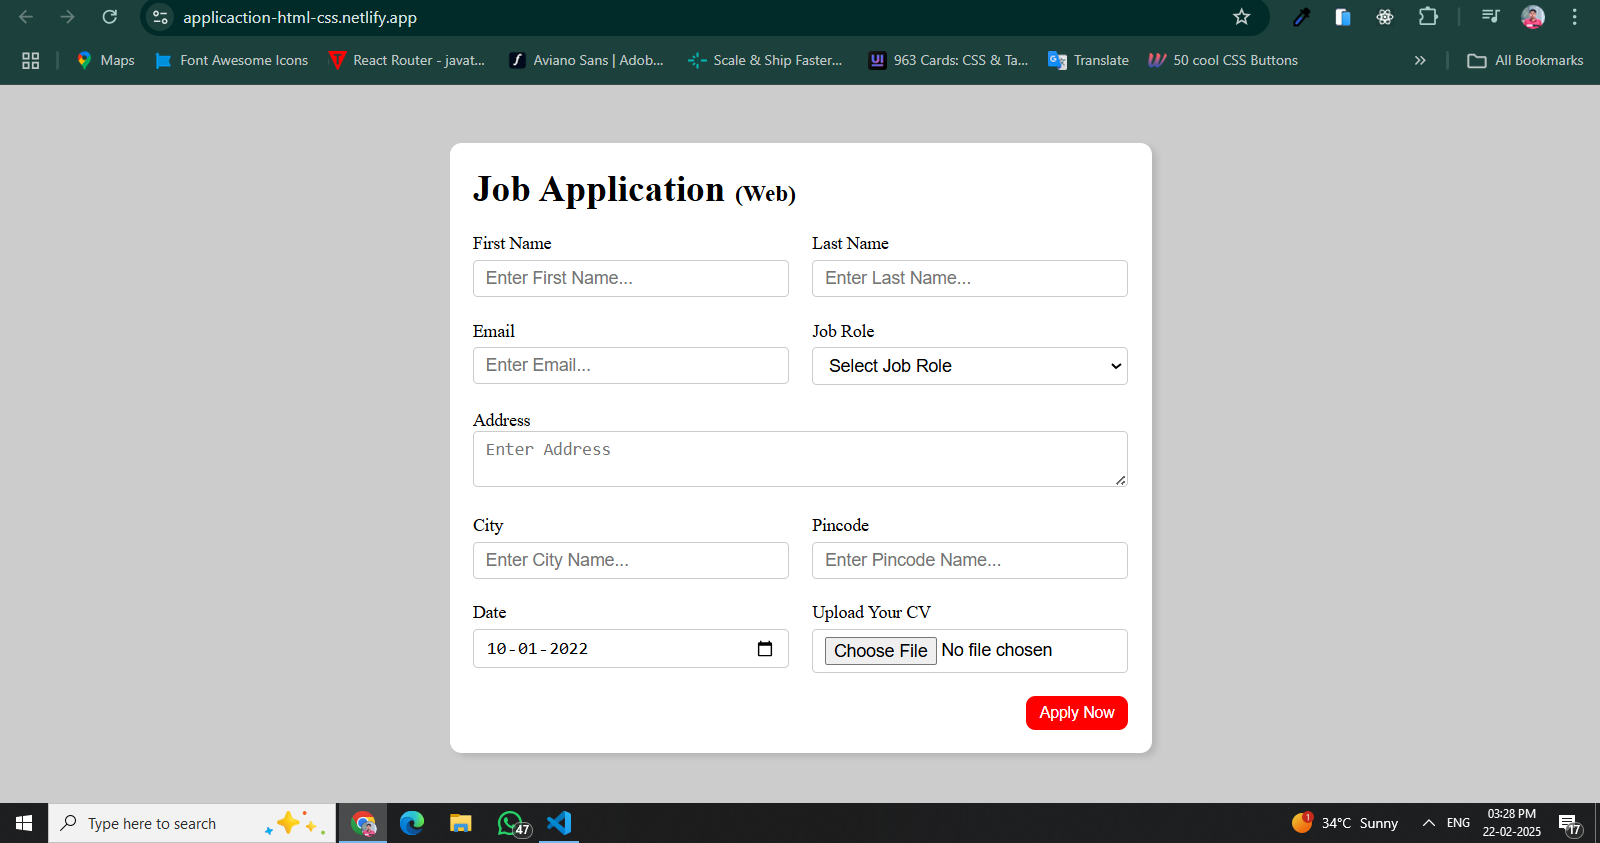 applicaction-html-css.netlify.app
Maps Font Awesome Icons React Router - javat... Aviano Sans | Adob... Scale & Ship Faster... 963 Cards: CSS & Ta... Translate 50 cool CSS Buttons » All Bookmarks
Job Application (Web)
First Name Last Name
Enter First Name... Enter Last Name...
Email Job Role
Enter Email... Select Job Role
Address
Enter Address
City Pincode
Enter City Name... Enter Pincode Name...
Date Upload Your CV
10-01-2022 Choose File No file chosen
Apply Now
Type here to search 47 1 34°C Sunny ENG 03:28 PM
22-02-2025 17